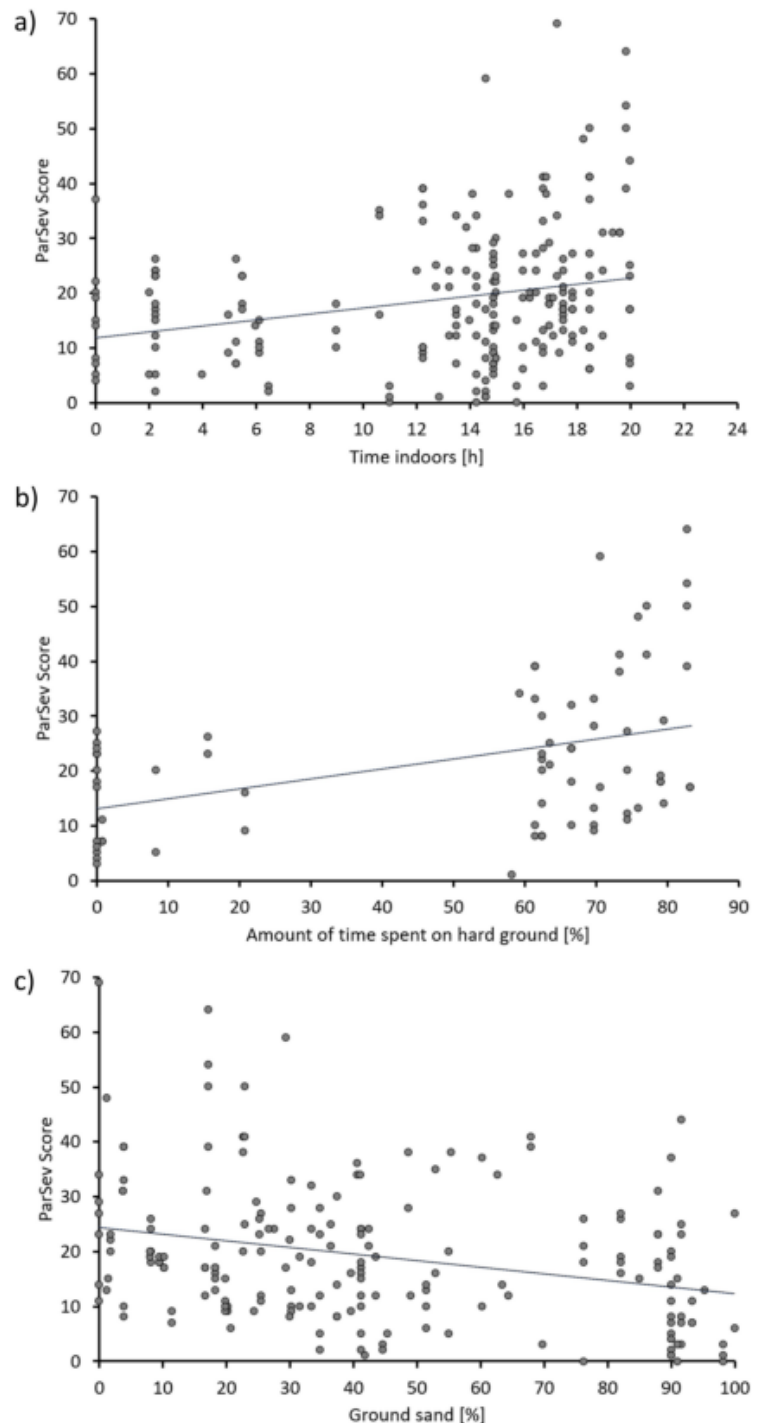 a)
70
60
50
40
30
20
10
0
ParSev Score
0 2 4 6 8 10 12 14 16 18 20 22 24
Time indoors [h]
b)
70
60
50
40
30
20
10
0
ParSev Score
0 10 20 30 40 50 60 70 80 90
Amount of time spent on hard ground [%]
c)
70
60
50
40
30
20
10
0
ParSev Score
0 10 20 30 40 50 60 70 80 90 100
Ground sand [%]